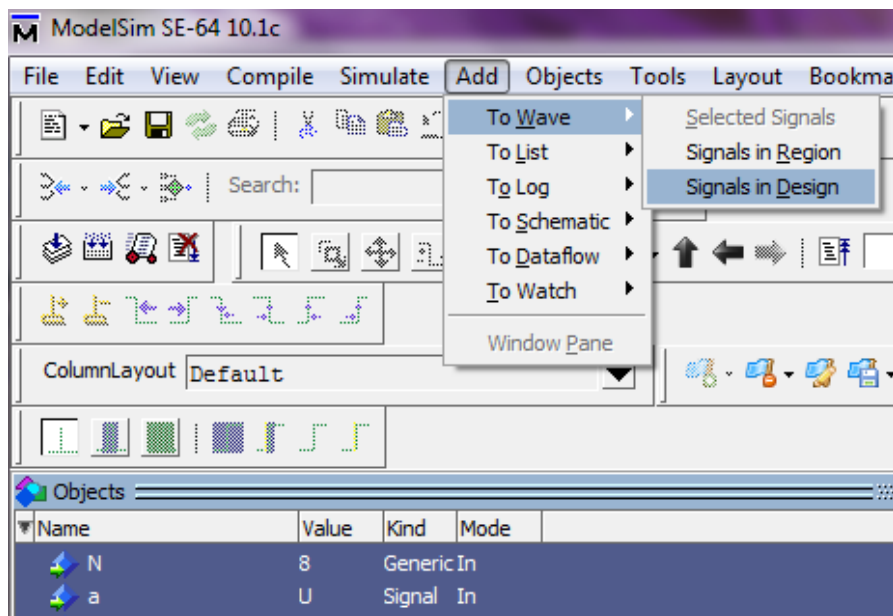 ModelSim SE-64 10.1c
File Edit View Compile Simulate Add Objects Tools Layout Bookma
To Wave
Selected Signals
To List
Signals in Region
To Log
Signals in Design
To Schematic
To Dataflow
To Watch
Window Pane
Search:
ColumnLayout Default
Objects
Name Value Kind Mode
N 8 Generic In
a U Signal In